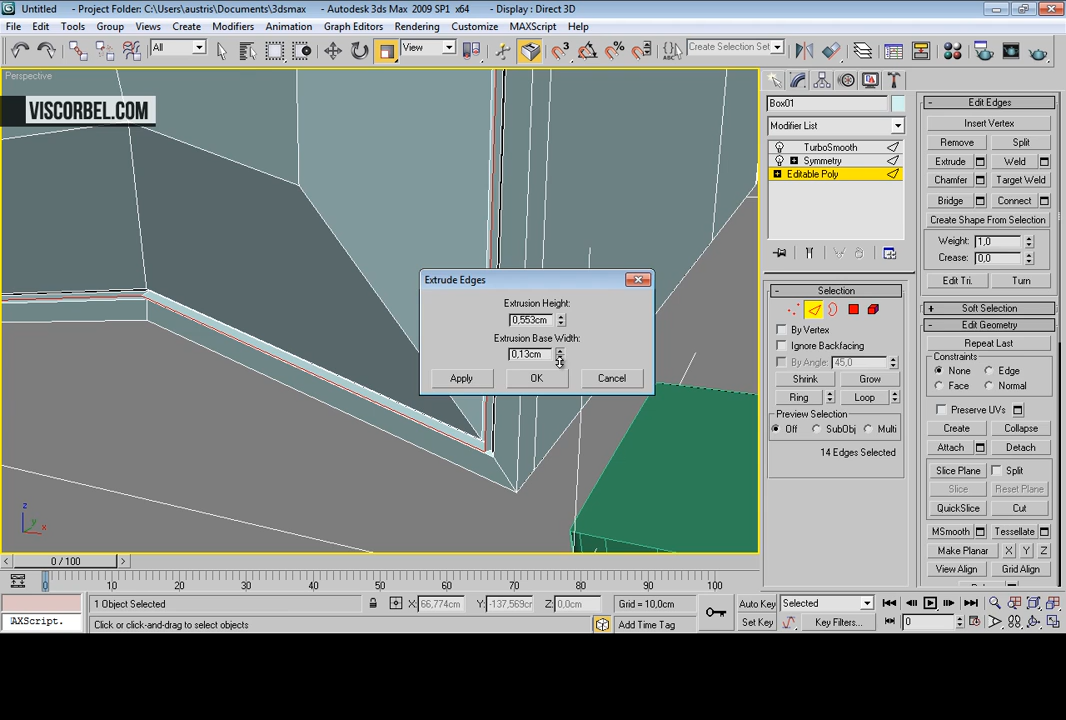 Untitled - Project Folder: C:\Users\austris\Documents\3dsmax - Autodesk 3ds Max 2009 SP1 x64 - Display : Direct 3D
File Edit Tools Group Views Create Modifiers Animation Graph Editors Rendering Customize MAXScript Help
All View Create Selection Set
Perspective
VISCORBEL.COM
Box01
Modifier List
TurboSmooth
Symmetry
Editable Poly
Extrude Edges
Extrusion Height:
0,553cm
Extrusion Base Width:
0,13cm
Apply OK Cancel
Selection
By Vertex
Ignore Backfacing
By Angle: 45,0
Shrink Grow
Ring Loop
Preview Selection
Off SubObj Multi
14 Edges Selected
Edit Edges
Insert Vertex
Remove Split
Extrude Weld
Chamfer Target Weld
Bridge Connect
Create Shape From Selection
Weight: 1,0
Crease: 0,0
Edit Tri. Turn
Soft Selection
Edit Geometry
Repeat Last
Constraints
None Edge
Face Normal
Preserve UVs
Create Collapse
Attach Detach
Slice Plane Split
Slice Reset Plane
QuickSlice Cut
MSmooth Tessellate
Make Planar X Y Z
View Align Grid Align
z
y
x
0 / 100
0 10 20 30 40 50 60 70 80 90 100
1 Object Selected X: 66,774cm Y: -137,569cm Z: 0,0cm Grid = 10,0cm Auto Key Selected
AXScript. Click or click-and-drag to select objects Add Time Tag Set Key Key Filters... 0